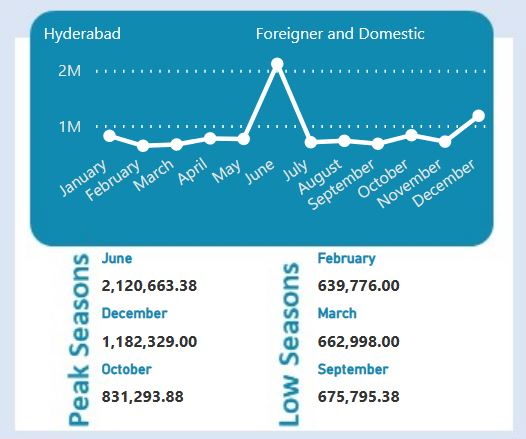 Hyderabad Foreigner and Domestic
2M
1M
January February March April May June July August September October November December
Peak Seasons
June
2,120,663.38
December
1,182,329.00
October
831,293.88
Low Seasons
February
639,776.00
March
662,998.00
September
675,795.38